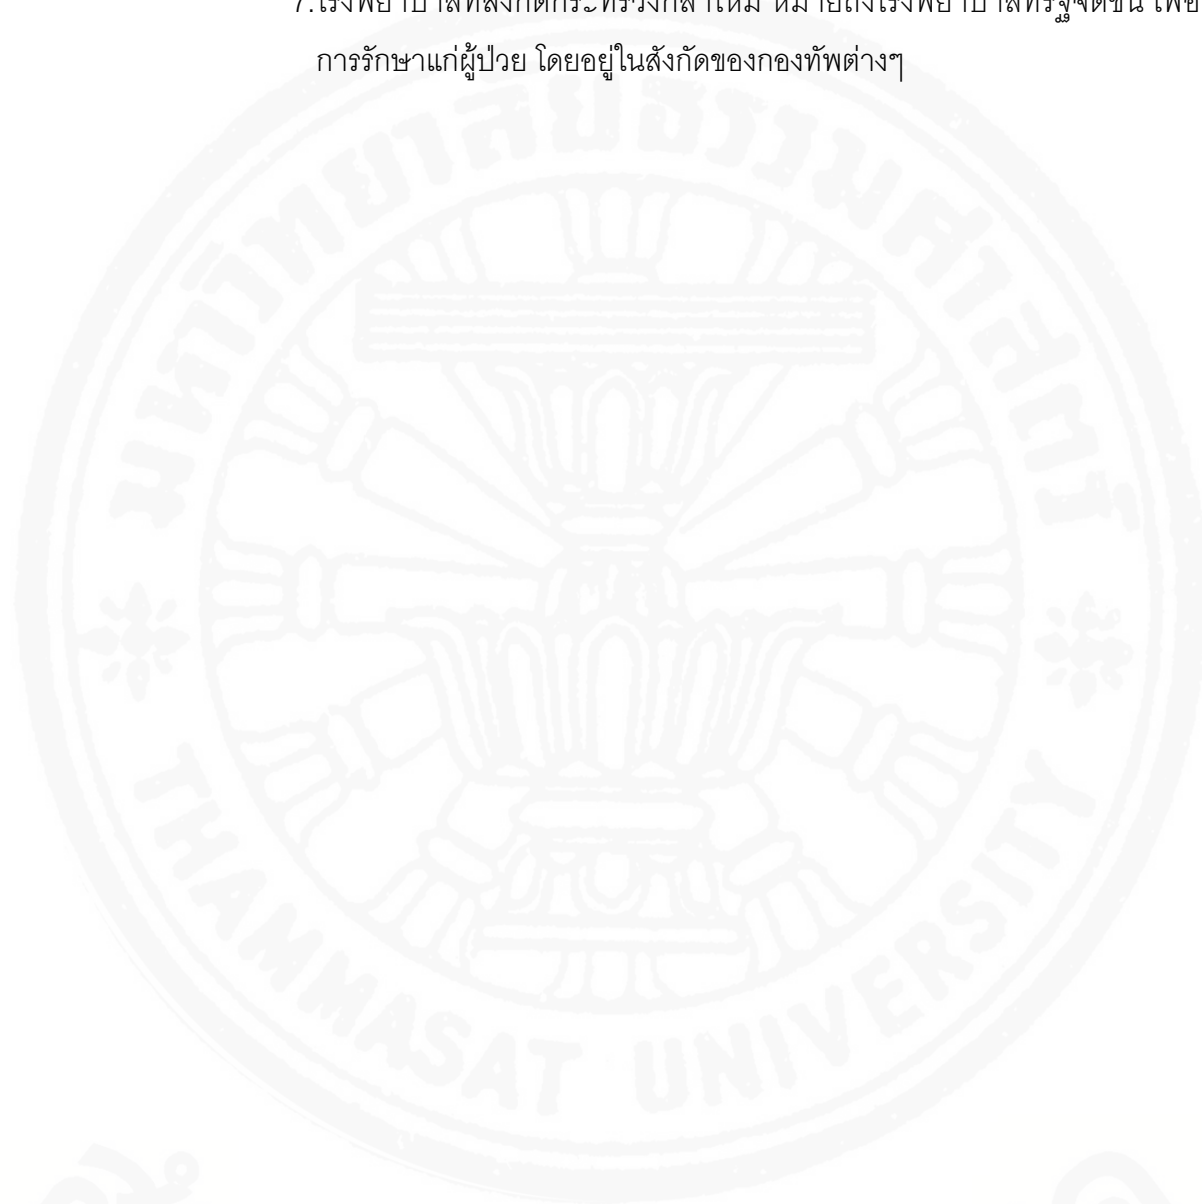 7.โรงพยาบาลที่สังกัดกระทรวงกลาโหม หมายถึงโรงพยาบาลที่รัฐจัดขึ้น เพื่อ
การรักษาแก่ผู้ป่วย โดยอยู่ในสังกัดของกองทัพต่างๆ
มหาวิทยาลัยธรรมศาสตร์
THAMMASAT UNIVERSITY